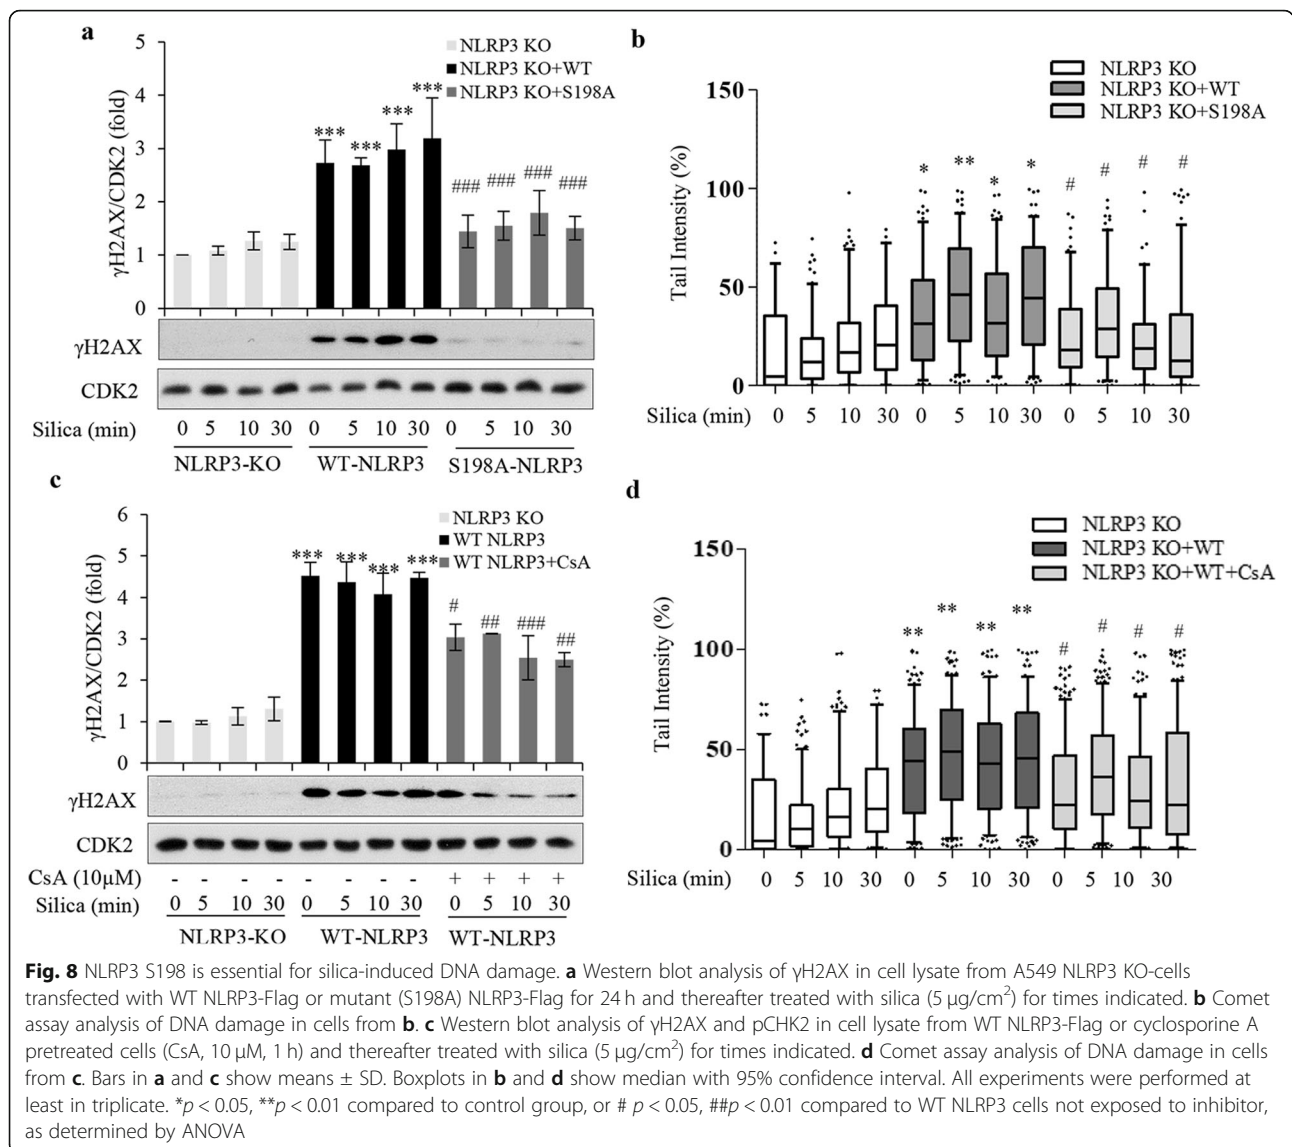 a
5
4
3
2
1
0
γH2AX/CDK2 (fold)
NLRP3 KO
NLRP3 KO+WT
NLRP3 KO+S198A
*** *** *** ***
### ### ### ###
γH2AX
CDK2
Silica (min) 0 5 10 30 0 5 10 30 0 5 10 30
NLRP3-KO WT-NLRP3 S198A-NLRP3
b
150
100
50
0
Tail Intensity (%)
NLRP3 KO
NLRP3 KO+WT
NLRP3 KO+S198A
* ** * * # # # #
Silica (min) 0 5 10 30 0 5 10 30 0 5 10 30
c
6
5
4
3
2
1
0
γH2AX/CDK2 (fold)
NLRP3 KO
WT NLRP3
WT NLRP3+CsA
*** *** *** ***
# ## ### ##
γH2AX
CDK2
CsA (10μM) - - - - - - - - + + + +
Silica (min) 0 5 10 30 0 5 10 30 0 5 10 30
NLRP3-KO WT-NLRP3 WT-NLRP3
d
150
100
50
0
Tail Intensity (%)
NLRP3 KO
NLRP3 KO+WT
NLRP3 KO+WT+CsA
** ** ** ** # # # #
Silica (min) 0 5 10 30 0 5 10 30 0 5 10 30
Fig. 8 NLRP3 S198 is essential for silica-induced DNA damage. a Western blot analysis of γH2AX in cell lysate from A549 NLRP3 KO-cells
transfected with WT NLRP3-Flag or mutant (S198A) NLRP3-Flag for 24 h and thereafter treated with silica (5 μg/cm²) for times indicated. b Comet
assay analysis of DNA damage in cells from b. c Western blot analysis of γH2AX and pCHK2 in cell lysate from WT NLRP3-Flag or cyclosporine A
pretreated cells (CsA, 10 μM, 1 h) and thereafter treated with silica (5 μg/cm²) for times indicated. d Comet assay analysis of DNA damage in cells
from c. Bars in a and c show means ± SD. Boxplots in b and d show median with 95% confidence interval. All experiments were performed at
least in triplicate. *p < 0.05, **p < 0.01 compared to control group, or # p < 0.05, ##p < 0.01 compared to WT NLRP3 cells not exposed to inhibitor,
as determined by ANOVA